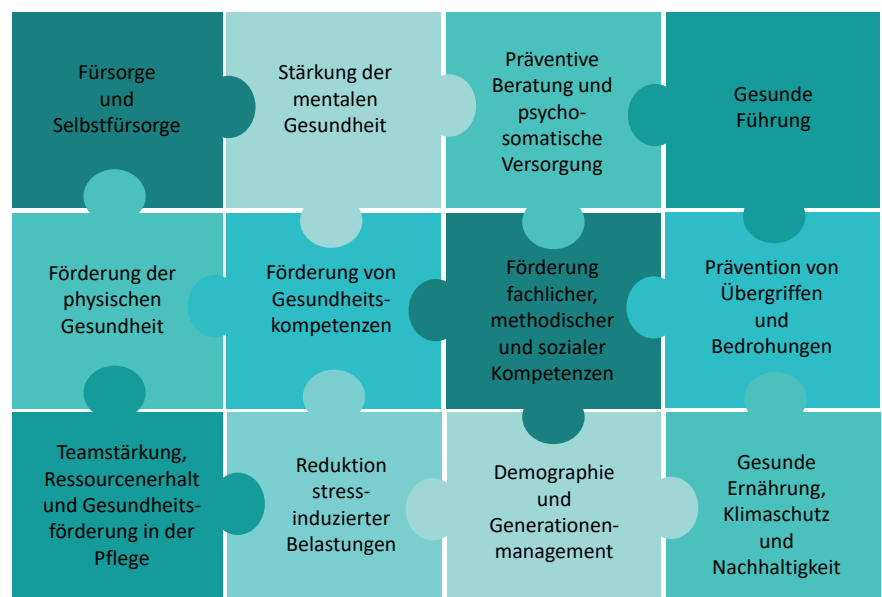 Fürsorge
und
Selbstfürsorge
Stärkung der
mentalen
Gesundheit
Präventive
Beratung und
psycho-
somatische
Versorgung
Gesunde
Führung
Förderung der
physischen
Gesundheit
Förderung von
Gesundheits-
kompetenzen
Förderung
fachlicher,
methodischer
und sozialer
Kompetenzen
Prävention von
Übergriffen
und
Bedrohungen
Teamstärkung,
Ressourcenerhalt
und Gesundheits-
förderung in der
Pflege
Reduktion
stress-
induzierter
Belastungen
Demographie
und
Generationen-
management
Gesunde
Ernährung,
Klimaschutz
und
Nachhaltigkeit